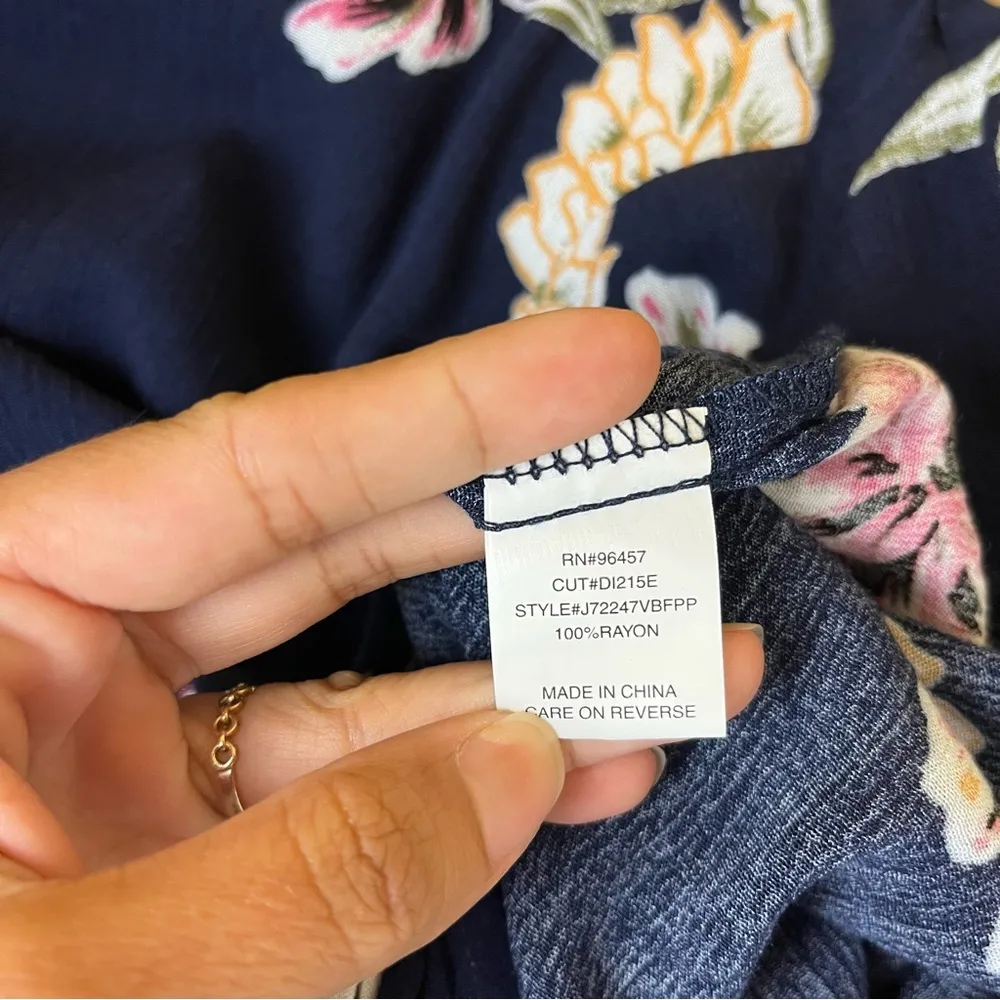 RN#96457
CUT#DI215E
STYLE#J72247VBFPP
100%RAYON
MADE IN CHINA
CARE ON REVERSE